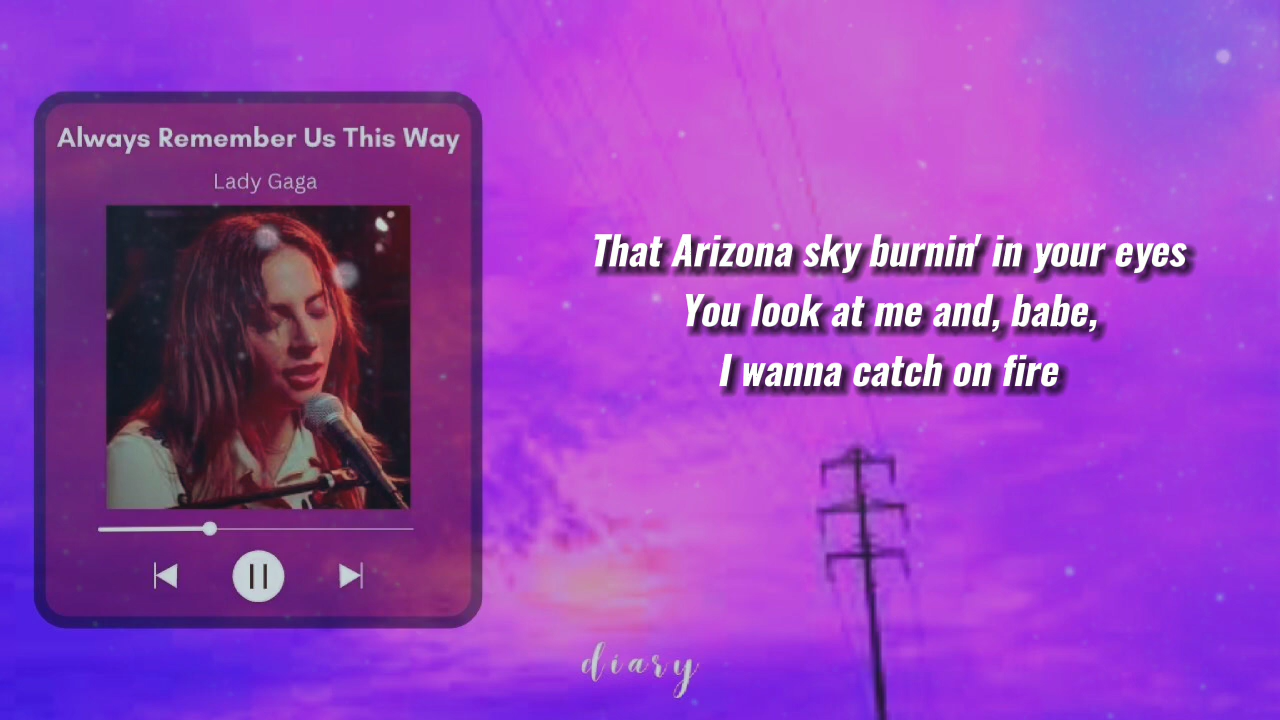 Always Remember Us This Way
Lady Gaga
That Arizona sky burnin' in your eyes
You look at me and, babe,
I wanna catch on fire
diary